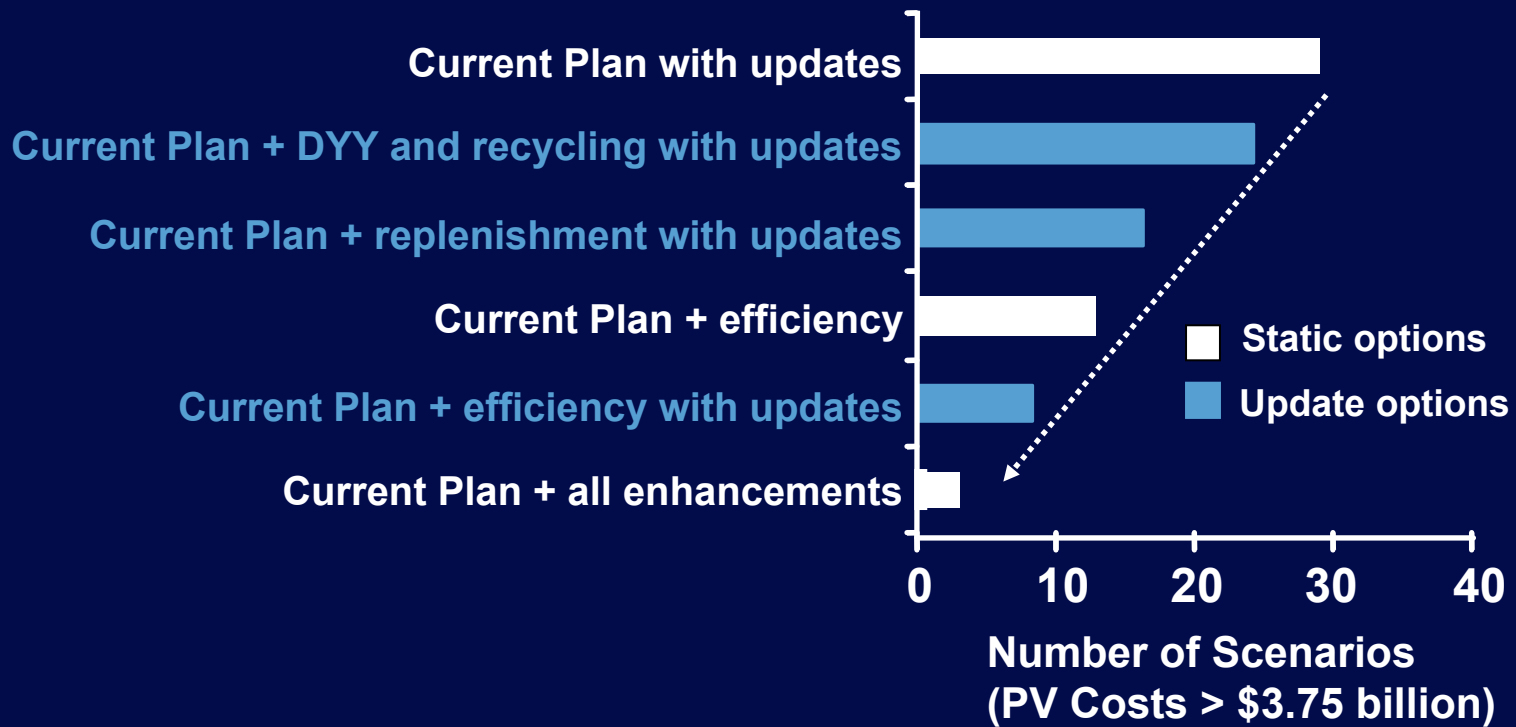 Current Plan with updates
Current Plan + DYY and recycling with updates
Current Plan + replenishment with updates
Current Plan + efficiency
Current Plan + efficiency with updates
Current Plan + all enhancements
Static options
Update options
0 10 20 30 40
Number of Scenarios
(PV Costs > $3.75 billion)